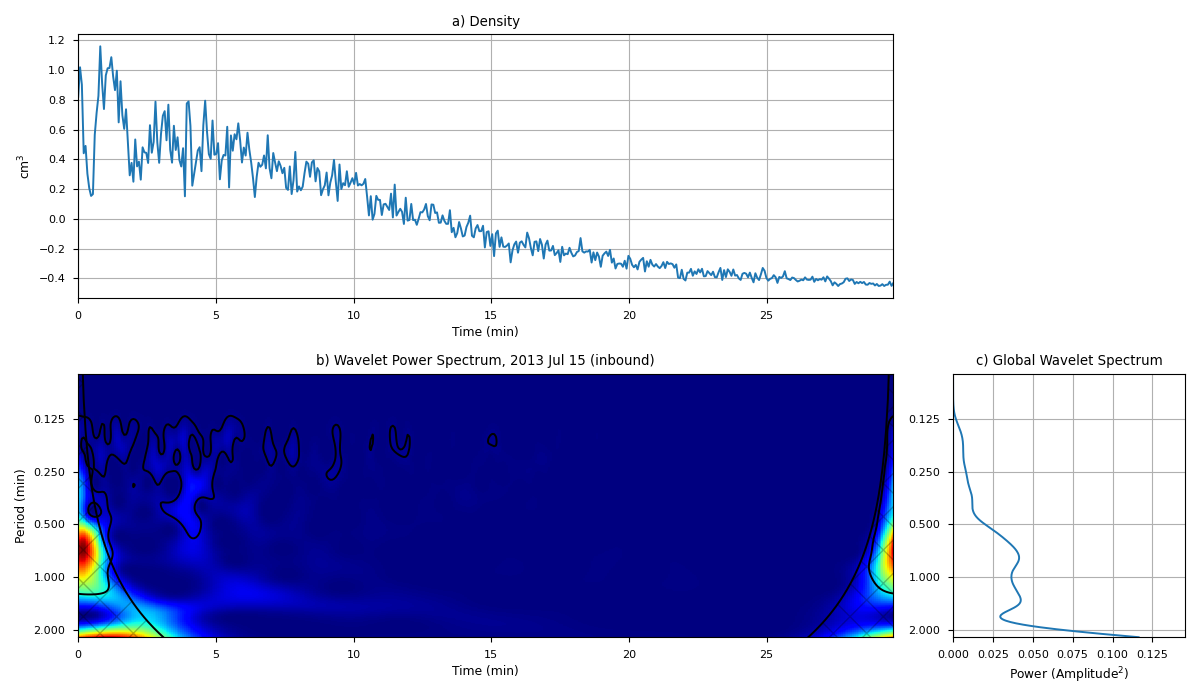 a) Density
1.2
1.0
0.8
0.6
0.4
0.2
0.0
−0.2
−0.4
cm³
0 5 10 15 20 25
Time (min)
b) Wavelet Power Spectrum, 2013 Jul 15 (inbound)
0.125
0.250
0.500
1.000
2.000
Period (min)
0 5 10 15 20 25
Time (min)
c) Global Wavelet Spectrum
0.125
0.250
0.500
1.000
2.000
0.000 0.025 0.050 0.075 0.100 0.125
Power (Amplitude²)